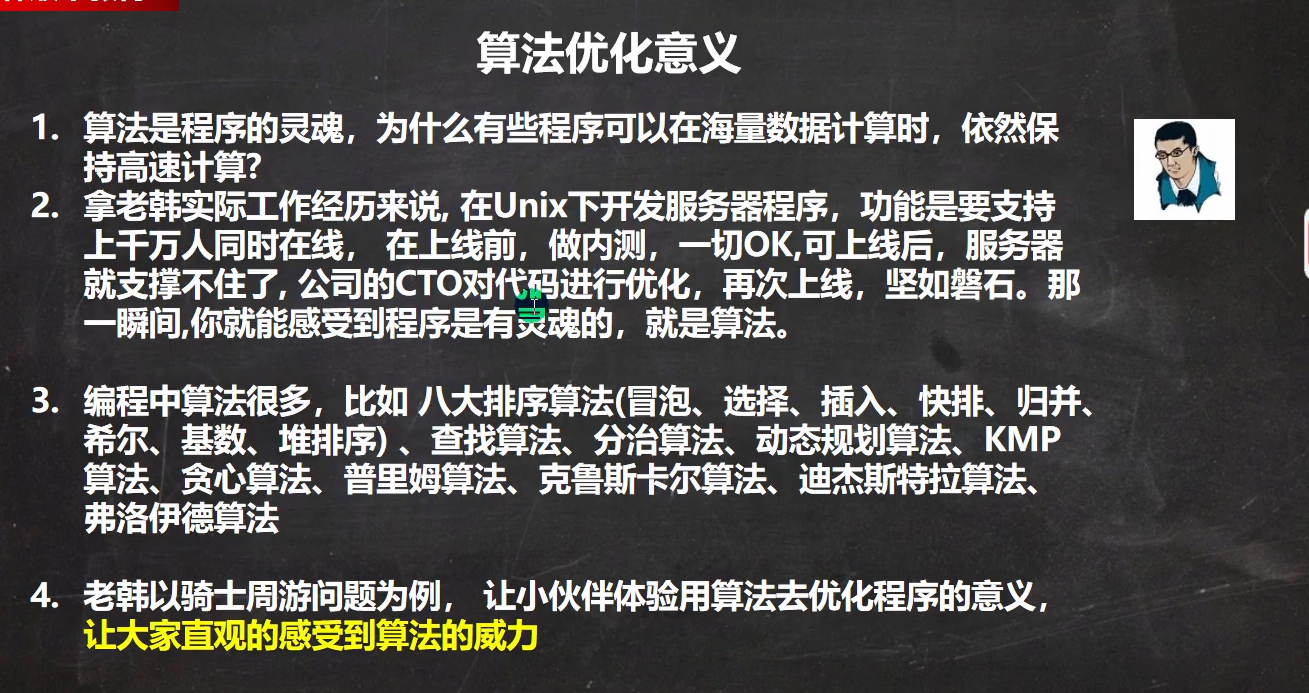 算法优化意义
1. 算法是程序的灵魂，为什么有些程序可以在海量数据计算时，依然保
持高速计算?
2. 拿老韩实际工作经历来说, 在Unix下开发服务器程序，功能是要支持
上千万人同时在线， 在上线前，做内测，一切OK,可上线后，服务器
就支撑不住了, 公司的CTO对代码进行优化，再次上线，坚如磐石。那
一瞬间,你就能感受到程序是有灵魂的，就是算法。
3. 编程中算法很多，比如 八大排序算法(冒泡、选择、插入、快排、归并、
希尔、基数、堆排序) 、查找算法、分治算法、动态规划算法、KMP
算法、贪心算法、普里姆算法、克鲁斯卡尔算法、迪杰斯特拉算法、
弗洛伊德算法
4. 老韩以骑士周游问题为例， 让小伙伴体验用算法去优化程序的意义，
让大家直观的感受到算法的威力